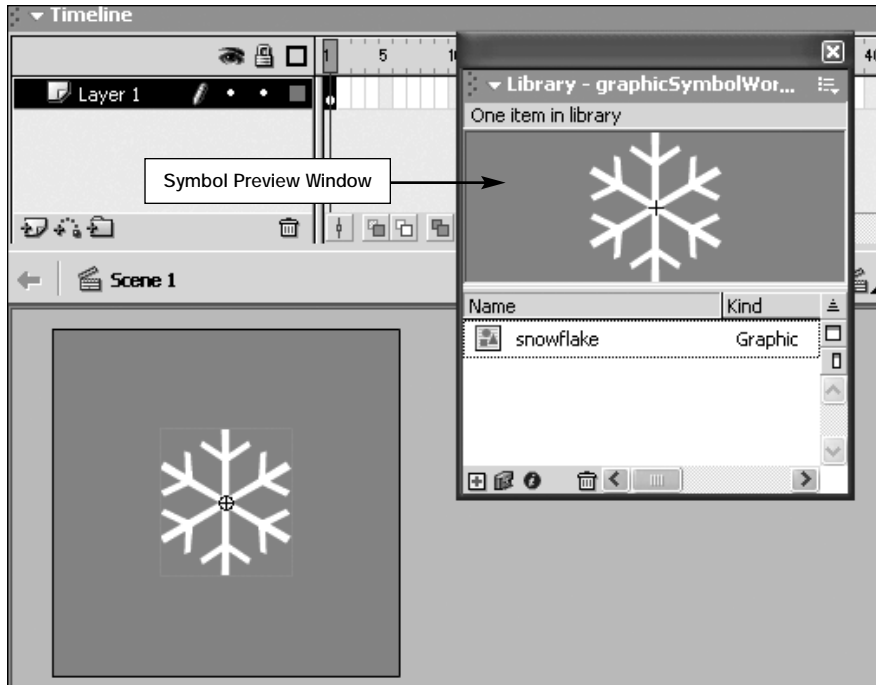 Timeline
1 5
Layer 1
Library - graphicSymbolWor...
One item in library
Symbol Preview Window
Scene 1
Name Kind
snowflake Graphic